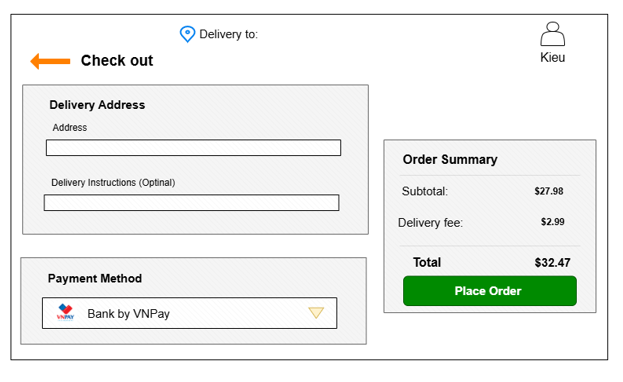 Delivery to:
Kieu
Check out
Delivery Address
Address
Delivery Instructions (Optinal)
Order Summary
Subtotal: $27.98
Delivery fee: $2.99
Total $32.47
Place Order
Payment Method
VNPAY
Bank by VNPay